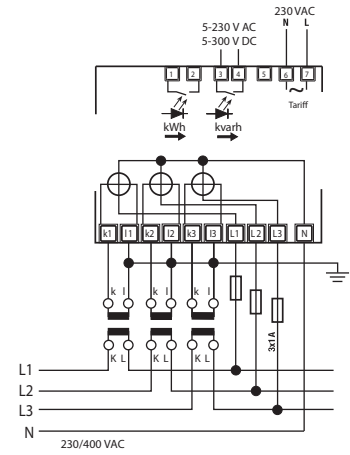 230 VAC
5-230 V AC N L
5-300 V DC
1 2 3 4 5 6 7
~
Tariff
kWh kvarh
k1 l1 k2 l2 k3 l3 L1 L2 L3 N
k l k l k l
3x1 A
K L K L K L
L1
L2
L3
N
230/400 VAC